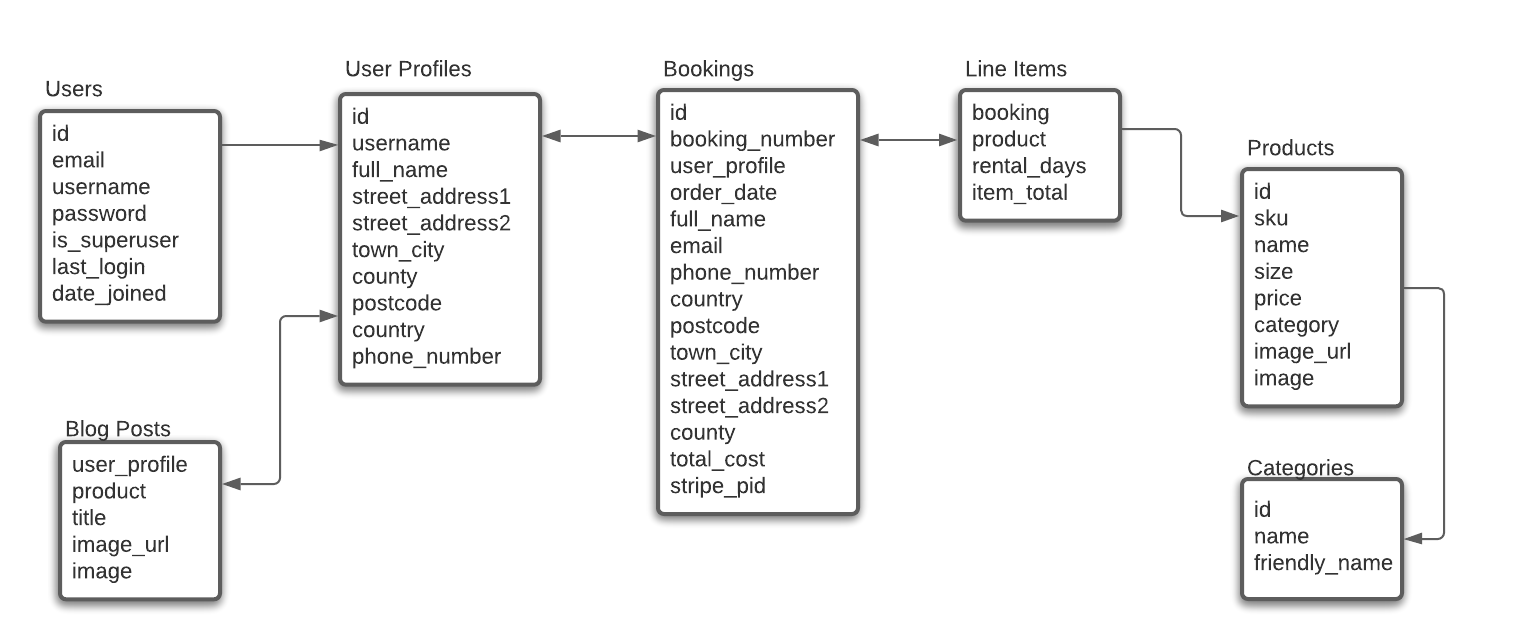 Users
id
email
username
password
is_superuser
last_login
date_joined
User Profiles
id
username
full_name
street_address1
street_address2
town_city
county
postcode
country
phone_number
Blog Posts
user_profile
product
title
image_url
image
Bookings
id
booking_number
user_profile
order_date
full_name
email
phone_number
country
postcode
town_city
street_address1
street_address2
county
total_cost
stripe_pid
Line Items
booking
product
rental_days
item_total
Products
id
sku
name
size
price
category
image_url
image
Categories
id
name
friendly_name